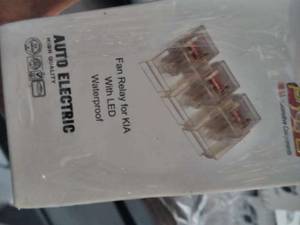 AUTO ELECTRIC
HIGH QUALITY
Fan Relay for KIA
With LED
Waterproof